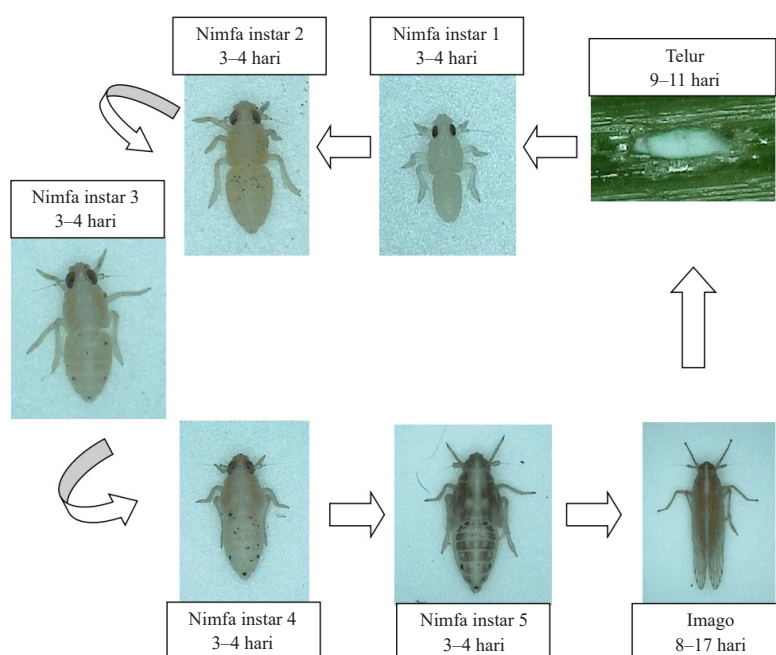 Telur
9–11 hari
Nimfa instar 1
3–4 hari
Nimfa instar 2
3–4 hari
Nimfa instar 3
3–4 hari
Nimfa instar 4
3–4 hari
Nimfa instar 5
3–4 hari
Imago
8–17 hari